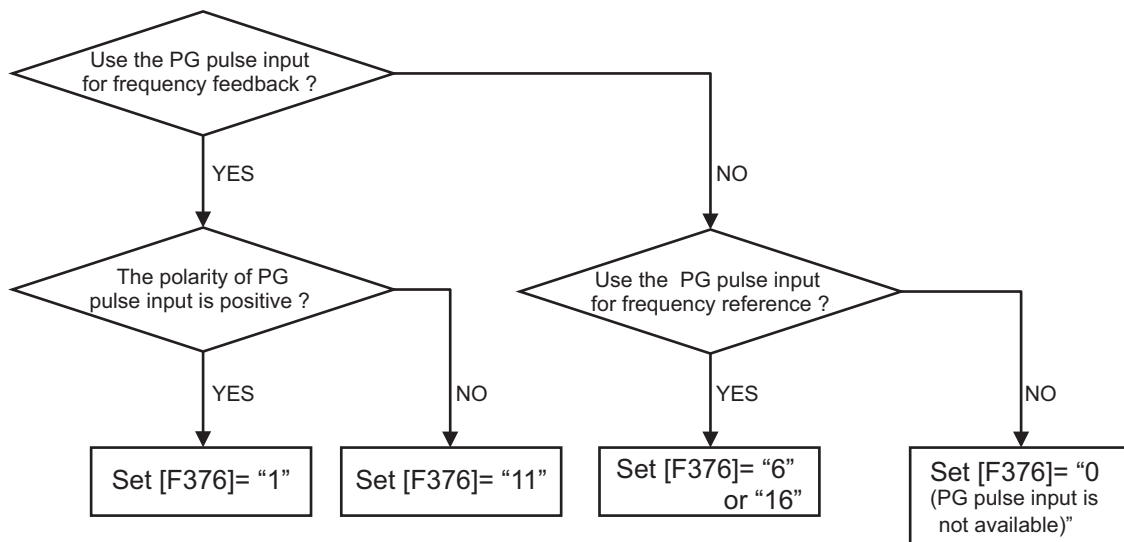 Use the PG pulse input
for frequency feedback ?
YES
NO
The polarity of PG
pulse input is positive ?
Use the PG pulse input
for frequency reference ?
YES
NO
YES
NO
Set [F376]= “1”
Set [F376]= “11”
Set [F376]= “6”
or “16”
Set [F376]= “0
(PG pulse input is
not available)”